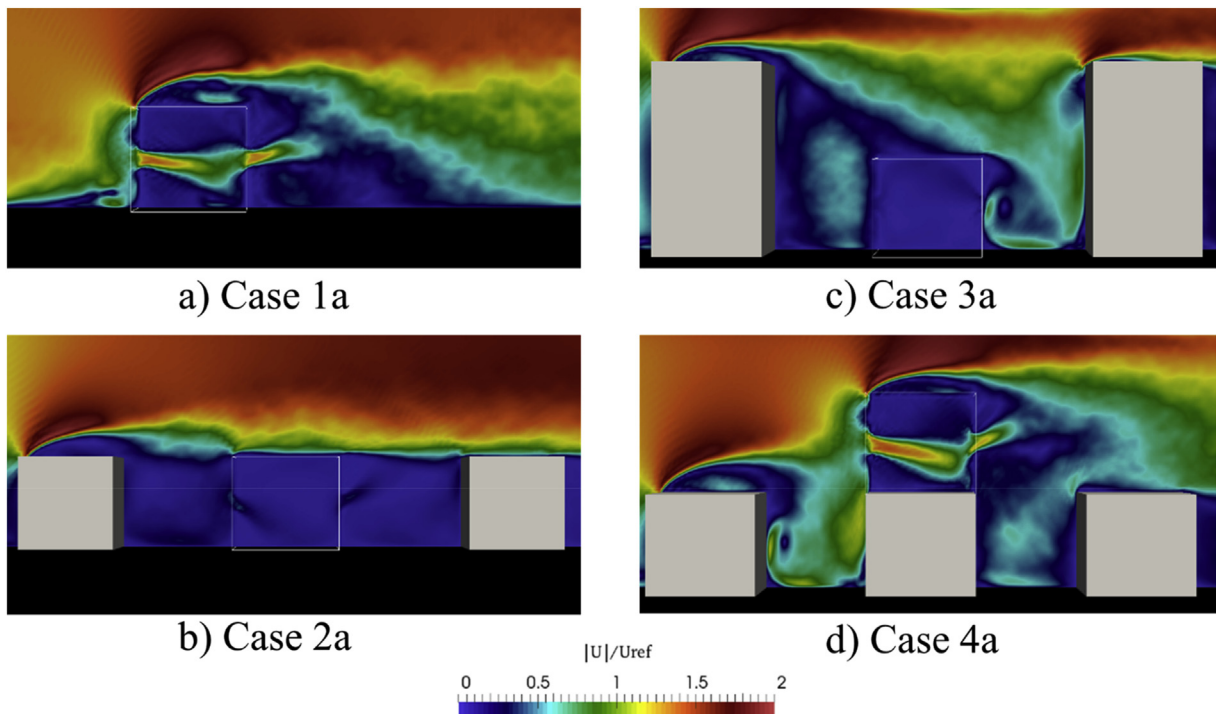 a) Case 1a
c) Case 3a
b) Case 2a
d) Case 4a
|U|/Uref
0 0.5 1 1.5 2